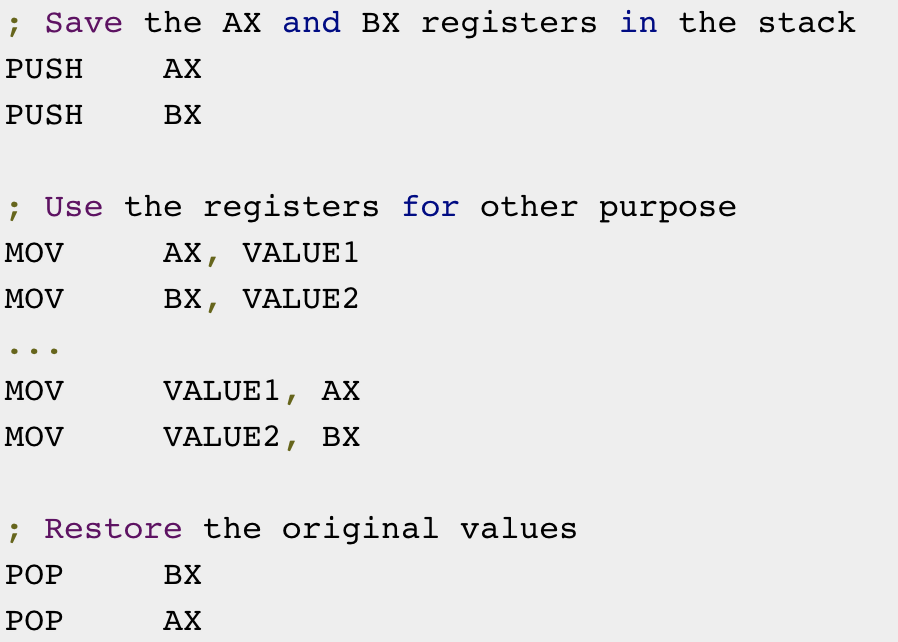 ; Save the AX and BX registers in the stack
PUSH    AX
PUSH    BX
; Use the registers for other purpose
MOV     AX, VALUE1
MOV     BX, VALUE2
...
MOV     VALUE1, AX
MOV     VALUE2, BX
; Restore the original values
POP     BX
POP     AX